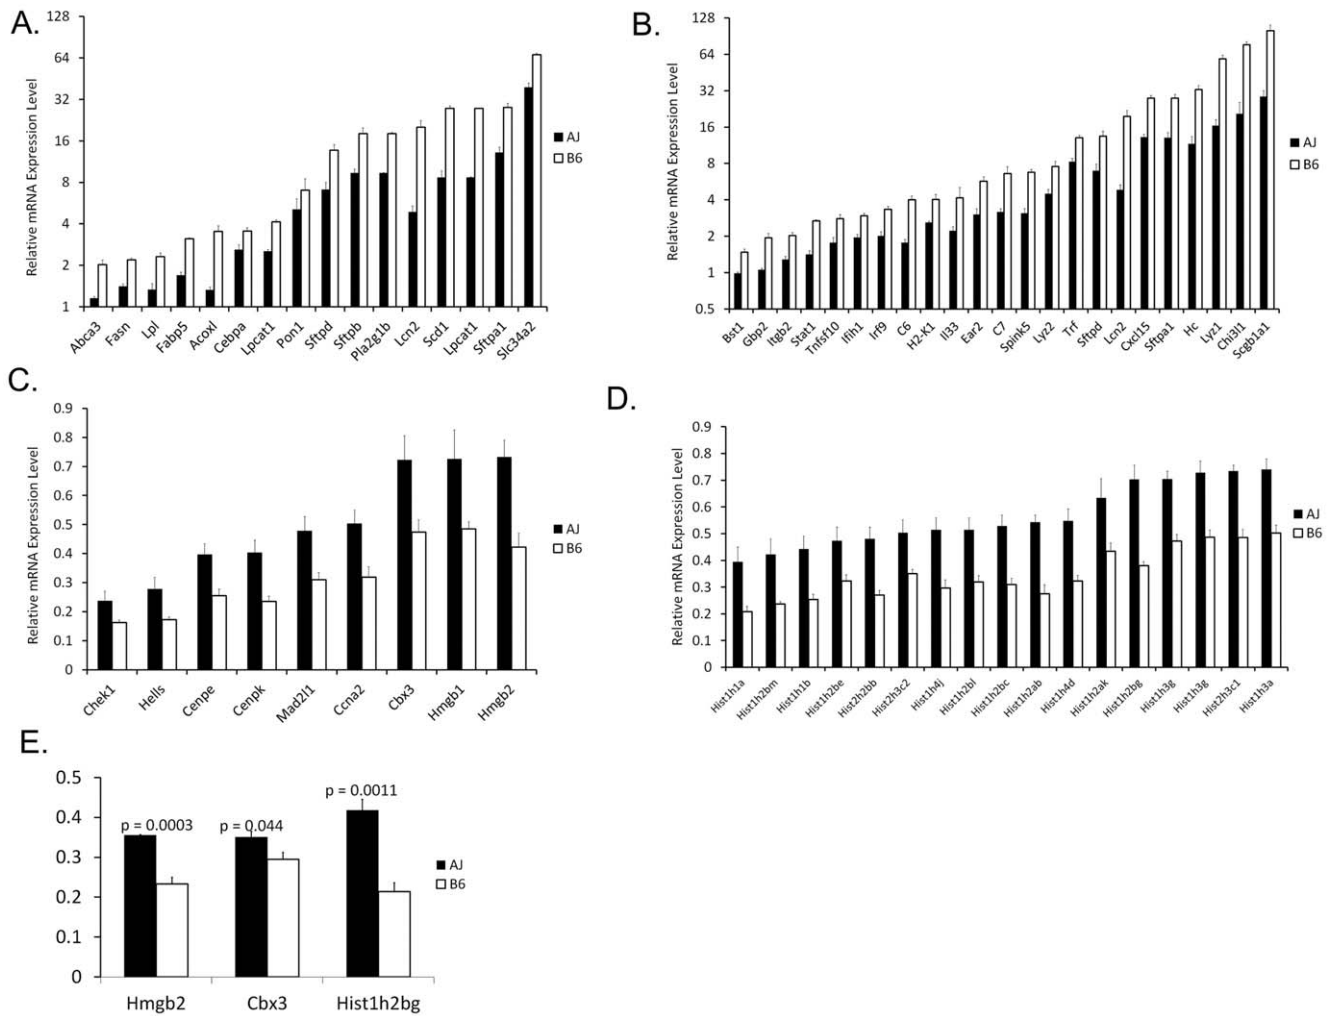 A.
Relative mRNA Expression Level
128
64
32
16
8
4
2
1
Abca3
Fasn
Lpl
Fabp5
Acoxl
Cebpa
Lpcat1
Pon1
Sftpd
Sftpb
Pla2g1b
Lcn2
Scd1
Lpcat1
Sftpa1
Slc34a2
AJ
B6
B.
Relative mRNA Expression Level
128
64
32
16
8
4
2
1
0.5
Bst1
Gbp2
Itgb2
Stat1
Tnfsf10
Ifih1
Irf9
C6
H2-K1
Il33
Ear2
C7
Spink5
Lyz2
Trf
Sftpd
Lcn2
Cxcl15
Sftpa1
Hc
Lyz1
Chi3l1
Scgb1a1
AJ
B6
C.
Relative mRNA Expression Level
0.9
0.8
0.7
0.6
0.5
0.4
0.3
0.2
0.1
0
Chek1
Hells
Cenpe
Cenpk
Mad2l1
Ccna2
Cbx3
Hmgb1
Hmgb2
AJ
B6
D.
Relative mRNA Expression Level
0.9
0.8
0.7
0.6
0.5
0.4
0.3
0.2
0.1
0
Hist1h1a
Hist1h2bm
Hist1h1b
Hist1h2be
Hist2h2bb
Hist2h3c2
Hist1h4j
Hist1h2bl
Hist1h2bc
Hist1h2ab
Hist1h4d
Hist1h2ak
Hist1h2bg
Hist1h3g
Hist1h3g
Hist2h3c1
Hist1h3a
AJ
B6
E.
0.5
0.4
0.3
0.2
0.1
0
p = 0.0003
p = 0.044
p = 0.0011
Hmgb2
Cbx3
Hist1h2bg
AJ
B6